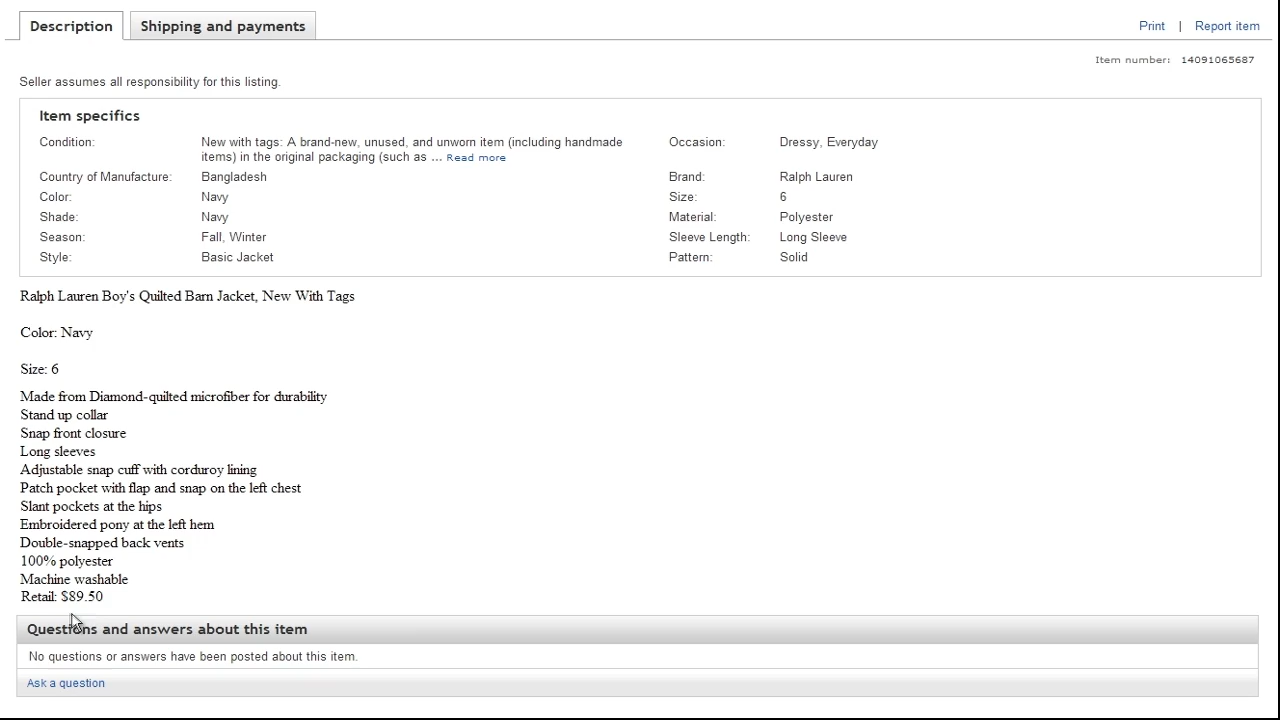 Description
Shipping and payments
Print | Report item
Item number: 14091065687
Seller assumes all responsibility for this listing.
Item specifics
Condition: New with tags: A brand-new, unused, and unworn item (including handmade
items) in the original packaging (such as ... Read more
Occasion: Dressy, Everyday
Country of Manufacture: Bangladesh
Brand: Ralph Lauren
Color: Navy
Size: 6
Shade: Navy
Material: Polyester
Season: Fall, Winter
Sleeve Length: Long Sleeve
Style: Basic Jacket
Pattern: Solid
Ralph Lauren Boy's Quilted Barn Jacket, New With Tags
Color: Navy
Size: 6
Made from Diamond-quilted microfiber for durability
Stand up collar
Snap front closure
Long sleeves
Adjustable snap cuff with corduroy lining
Patch pocket with flap and snap on the left chest
Slant pockets at the hips
Embroidered pony at the left hem
Double-snapped back vents
100% polyester
Machine washable
Retail: $89.50
Questions and answers about this item
No questions or answers have been posted about this item.
Ask a question